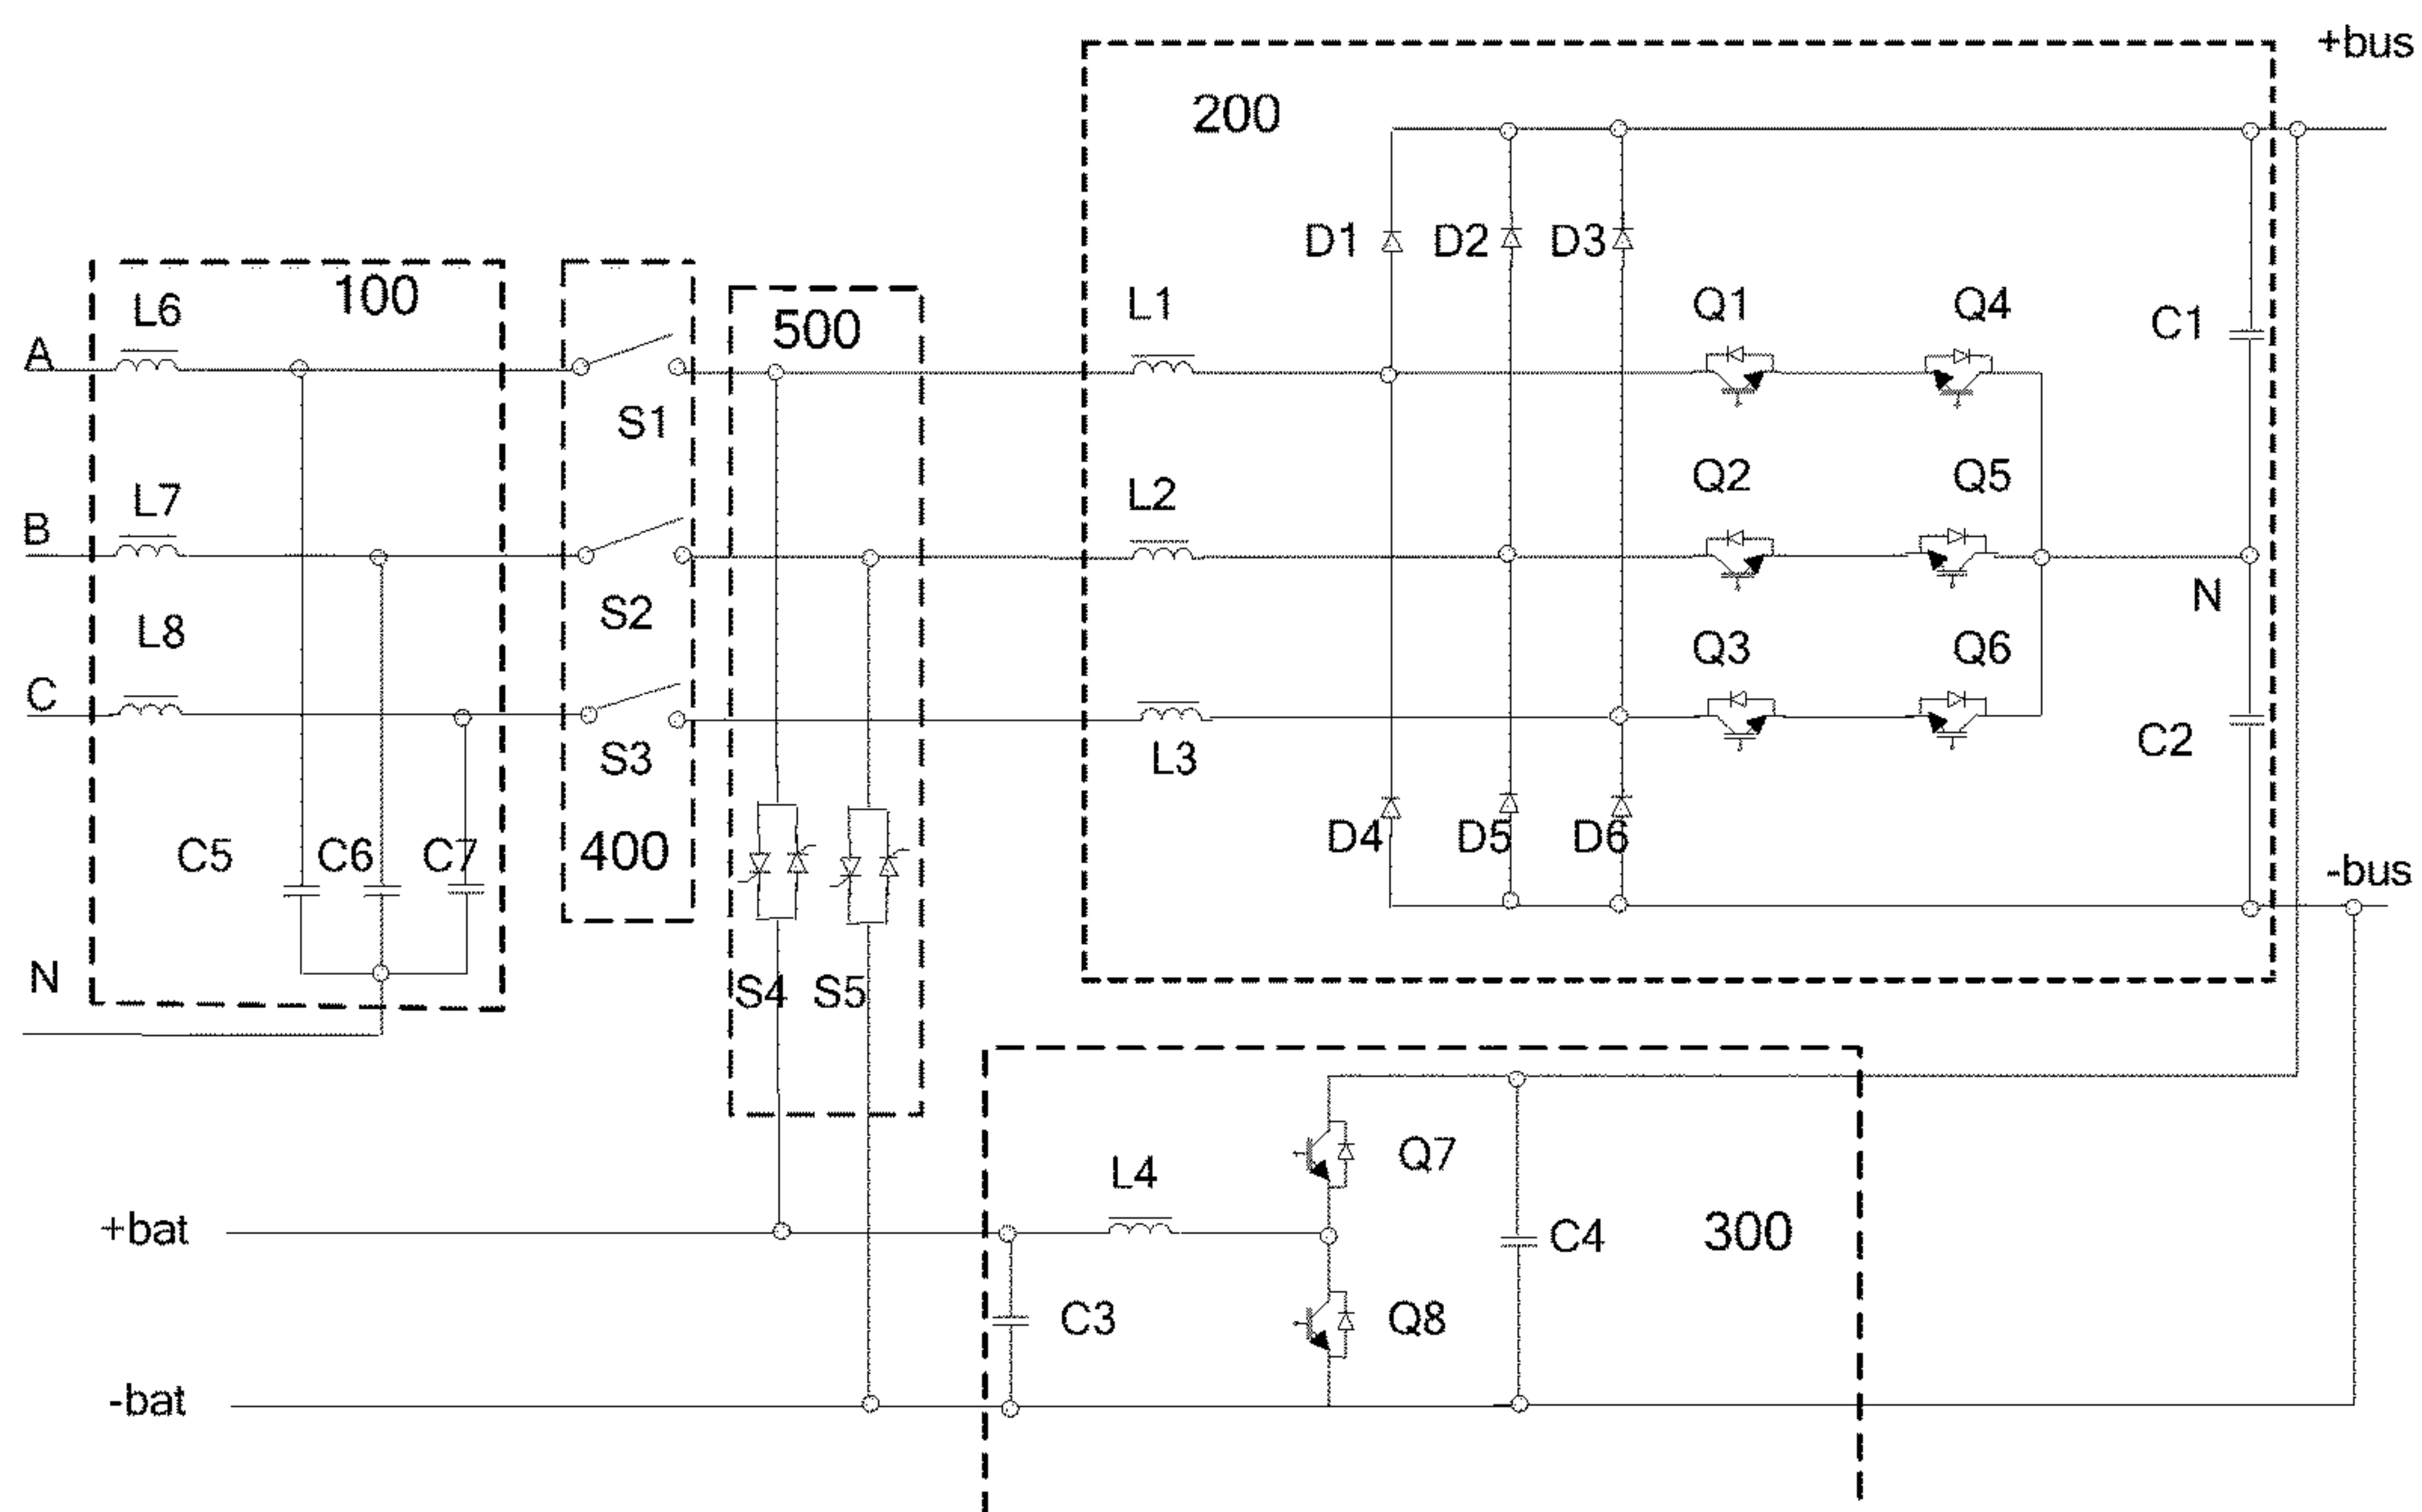 +bus
200
D1 D2 D3
100
L6
500
L1
Q1 Q4
C1
A
S1
L7
L2
Q2 Q5
B
S2
N
L8
Q3 Q6
C
S3
L3
C2
C5 C6 C7
400
D4 D5 D6
-bus
N
S4 S5
Q7
L4
+bat
C4
300
C3
Q8
-bat